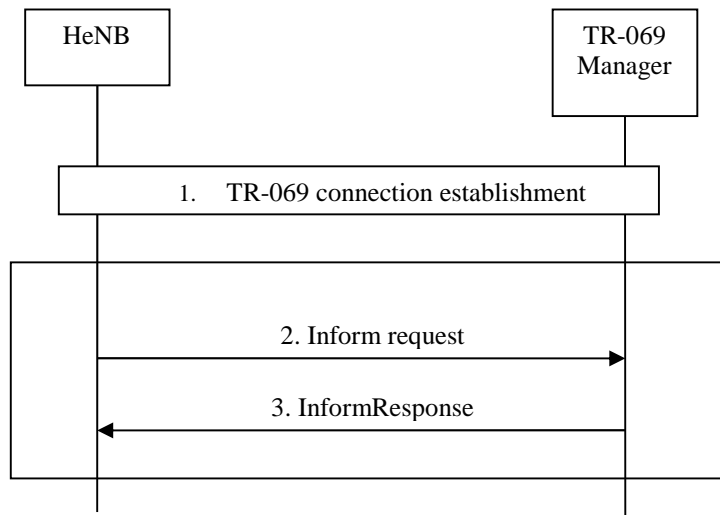 HeNB
TR-069
Manager
1. TR-069 connection establishment
2. Inform request
3. InformResponse